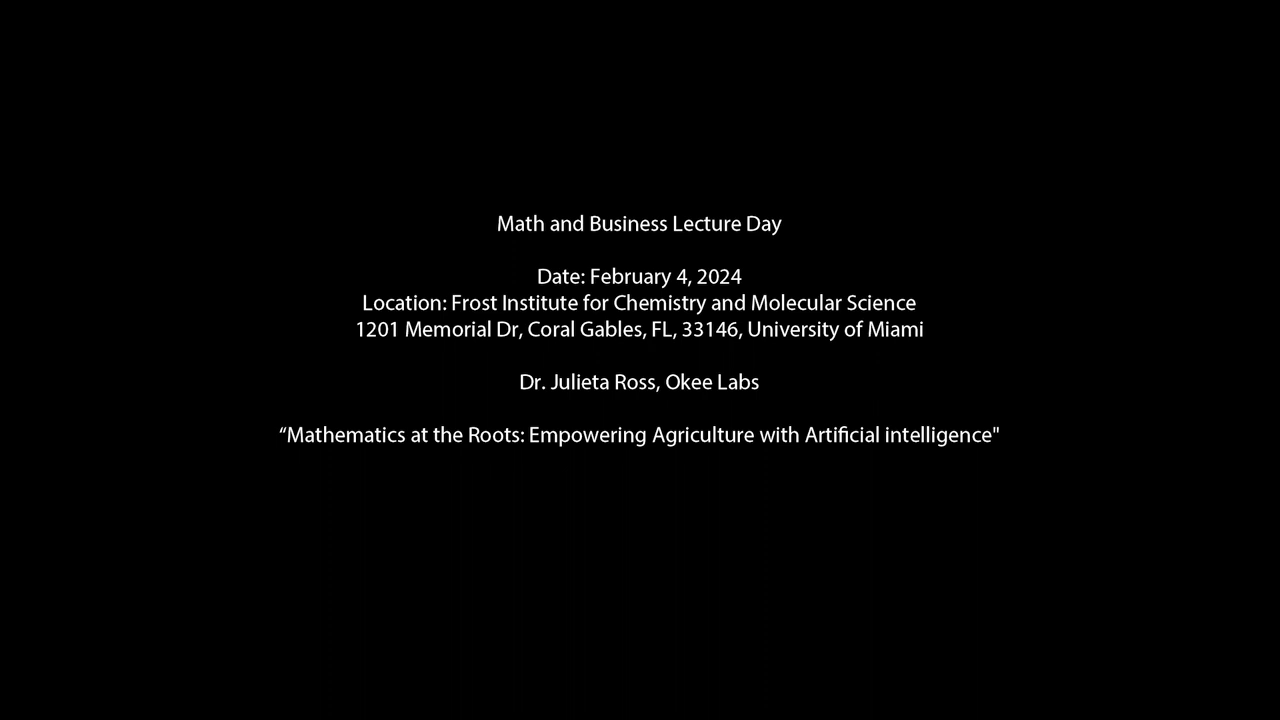 Math and Business Lecture Day
Date: February 4, 2024
Location: Frost Institute for Chemistry and Molecular Science
1201 Memorial Dr, Coral Gables, FL, 33146, University of Miami
Dr. Julieta Ross, Okee Labs
“Mathematics at the Roots: Empowering Agriculture with Artificial intelligence"